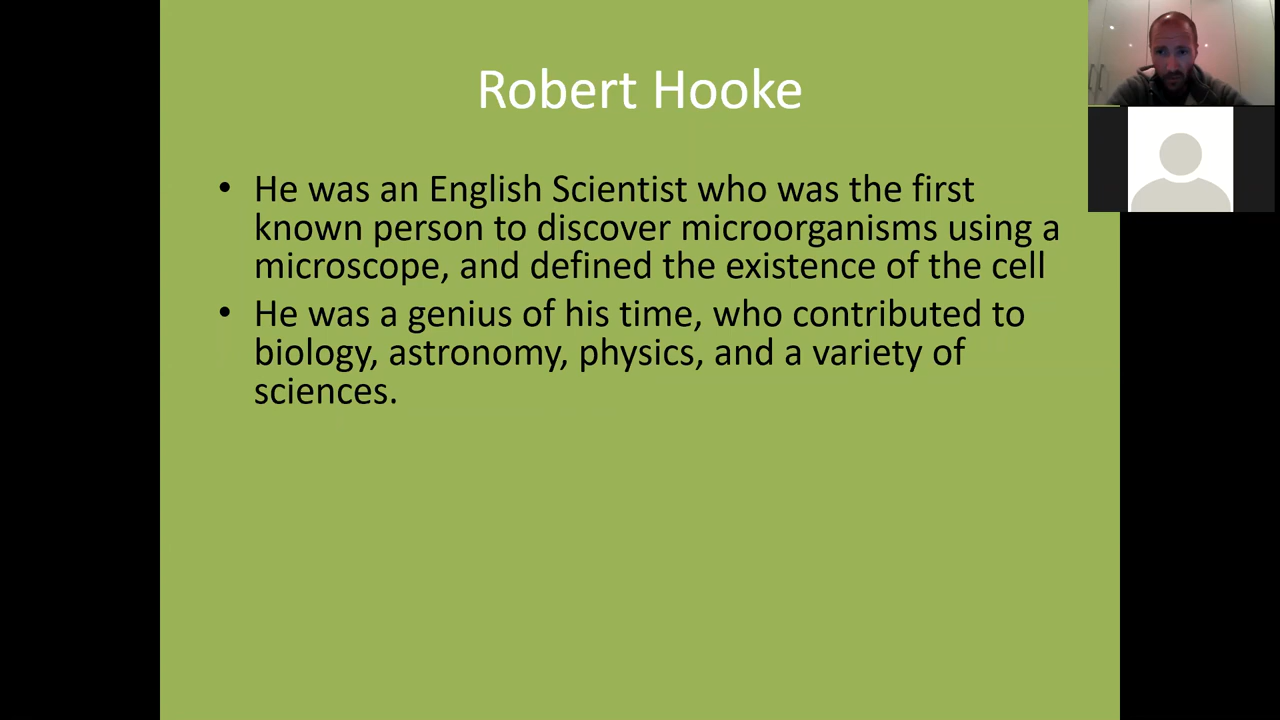 Robert Hooke
• He was an English Scientist who was the first
known person to discover microorganisms using a
microscope, and defined the existence of the cell
• He was a genius of his time, who contributed to
biology, astronomy, physics, and a variety of
sciences.